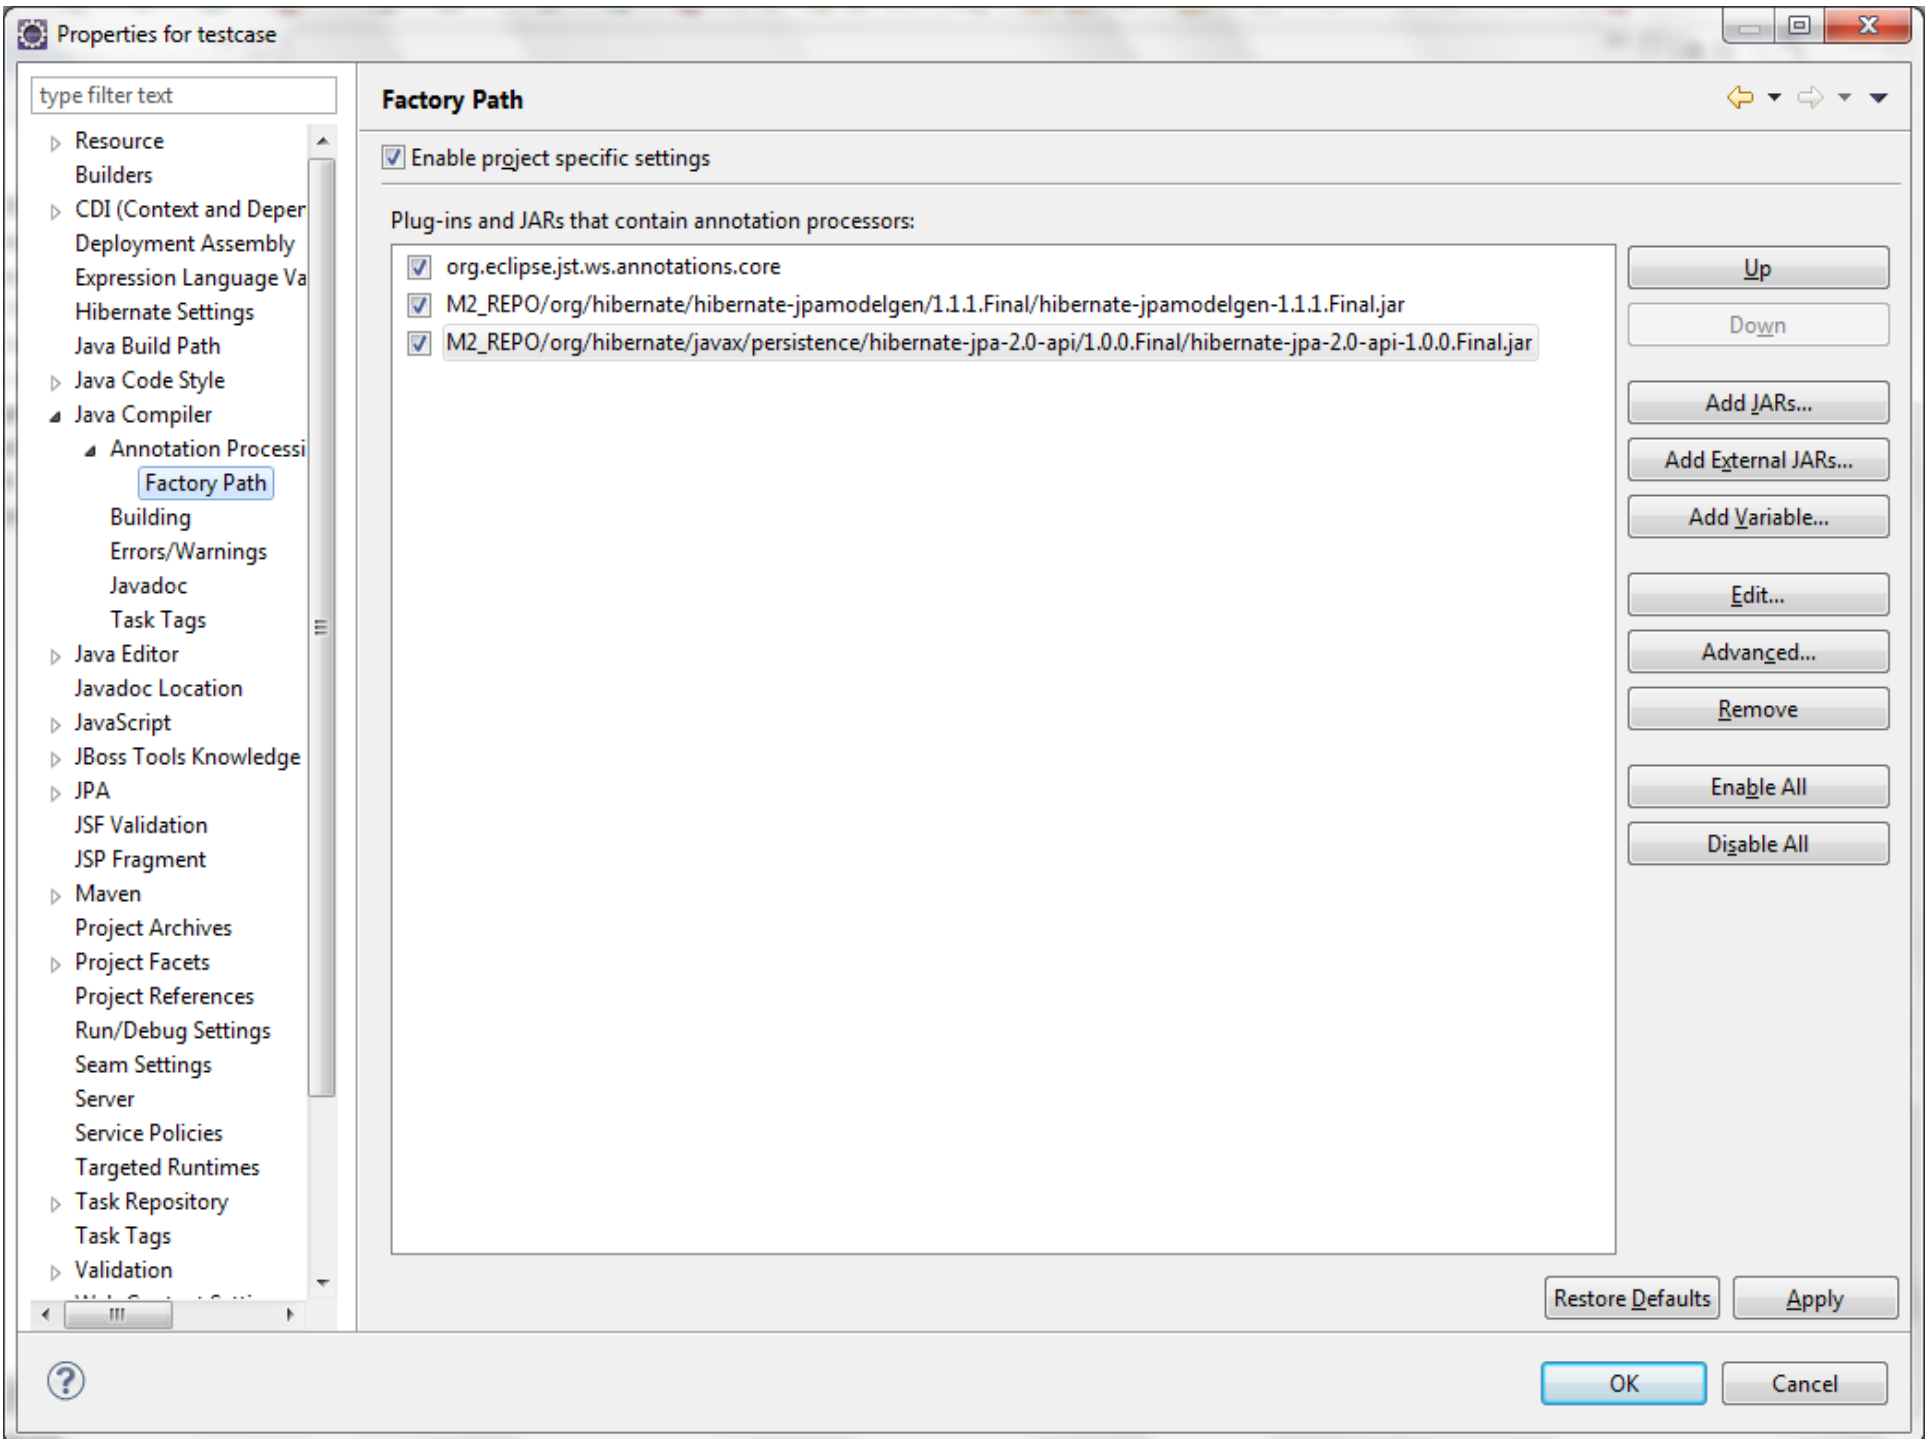 Properties for testcase
type filter text
Resource
Builders
CDI (Context and Deper
Deployment Assembly
Expression Language Va
Hibernate Settings
Java Build Path
Java Code Style
Java Compiler
Annotation Processi
Factory Path
Building
Errors/Warnings
Javadoc
Task Tags
Java Editor
Javadoc Location
JavaScript
JBoss Tools Knowledge
JPA
JSF Validation
JSP Fragment
Maven
Project Archives
Project Facets
Project References
Run/Debug Settings
Seam Settings
Server
Service Policies
Targeted Runtimes
Task Repository
Task Tags
Validation
Factory Path
Enable project specific settings
Plug-ins and JARs that contain annotation processors:
org.eclipse.jst.ws.annotations.core
M2_REPO/org/hibernate/hibernate-jpamodelgen/1.1.1.Final/hibernate-jpamodelgen-1.1.1.Final.jar
M2_REPO/org/hibernate/javax/persistence/hibernate-jpa-2.0-api/1.0.0.Final/hibernate-jpa-2.0-api-1.0.0.Final.jar
Up
Down
Add JARs...
Add External JARs...
Add Variable...
Edit...
Advanced...
Remove
Enable All
Disable All
Restore Defaults
Apply
OK
Cancel